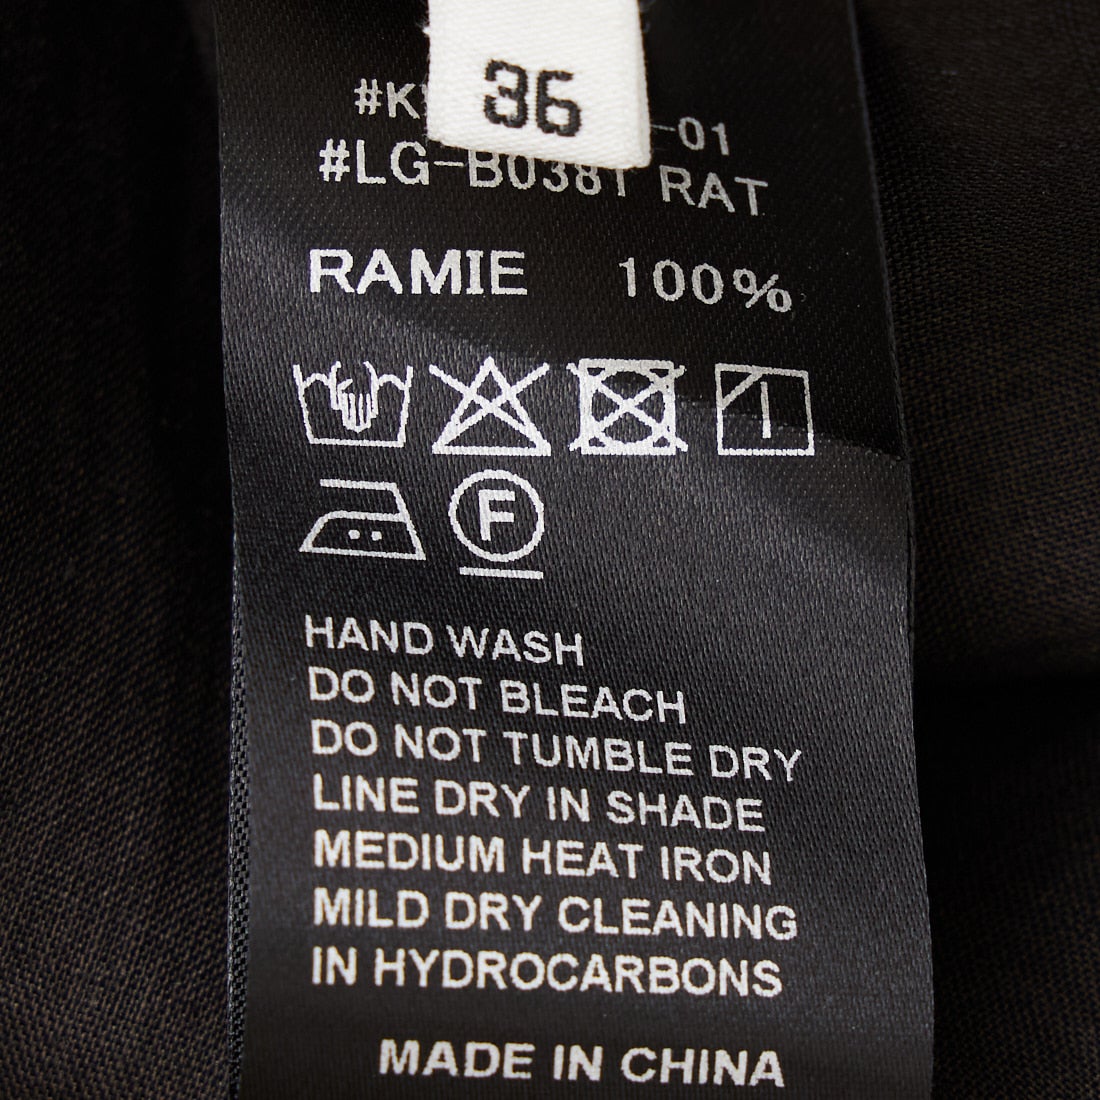 36
-01
#LG-B0381 RAT
RAMIE 100%
F
HAND WASH
DO NOT BLEACH
DO NOT TUMBLE DRY
LINE DRY IN SHADE
MEDIUM HEAT IRON
MILD DRY CLEANING
IN HYDROCARBONS
MADE IN CHINA